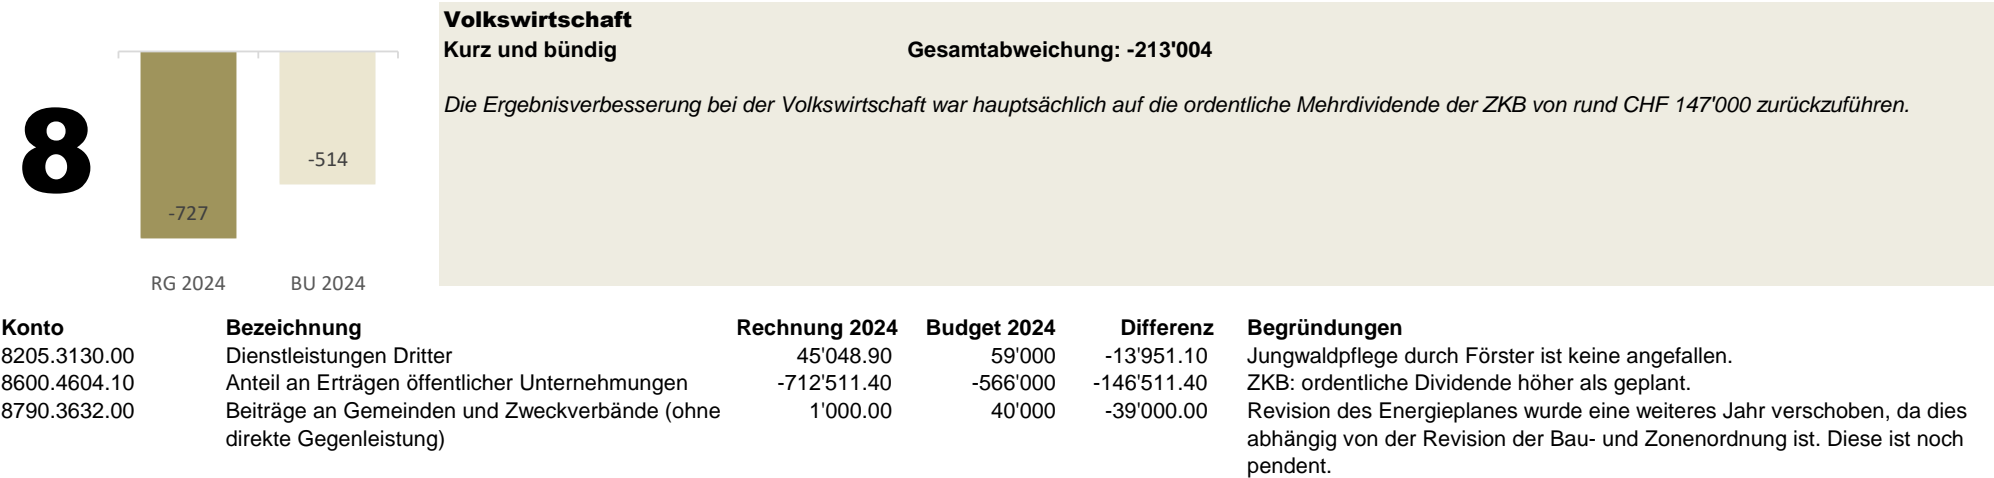 8
-727
-514
RG 2024 BU 2024
Volkswirtschaft
Kurz und bündig Gesamtabweichung: -213'004
Die Ergebnisverbesserung bei der Volkswirtschaft war hauptsächlich auf die ordentliche Mehrdividende der ZKB von rund CHF 147'000 zurückzuführen.
Konto Bezeichnung Rechnung 2024 Budget 2024 Differenz Begründungen
8205.3130.00 Dienstleistungen Dritter 45'048.90 59'000 -13'951.10 Jungwaldpflege durch Förster ist keine angefallen.
8600.4604.10 Anteil an Erträgen öffentlicher Unternehmungen -712'511.40 -566'000 -146'511.40 ZKB: ordentliche Dividende höher als geplant.
8790.3632.00 Beiträge an Gemeinden und Zweckverbände (ohne 1'000.00 40'000 -39'000.00 Revision des Energieplanes wurde eine weiteres Jahr verschoben, da dies
direkte Gegenleistung) abhängig von der Revision der Bau- und Zonenordnung ist. Diese ist noch
pendent.